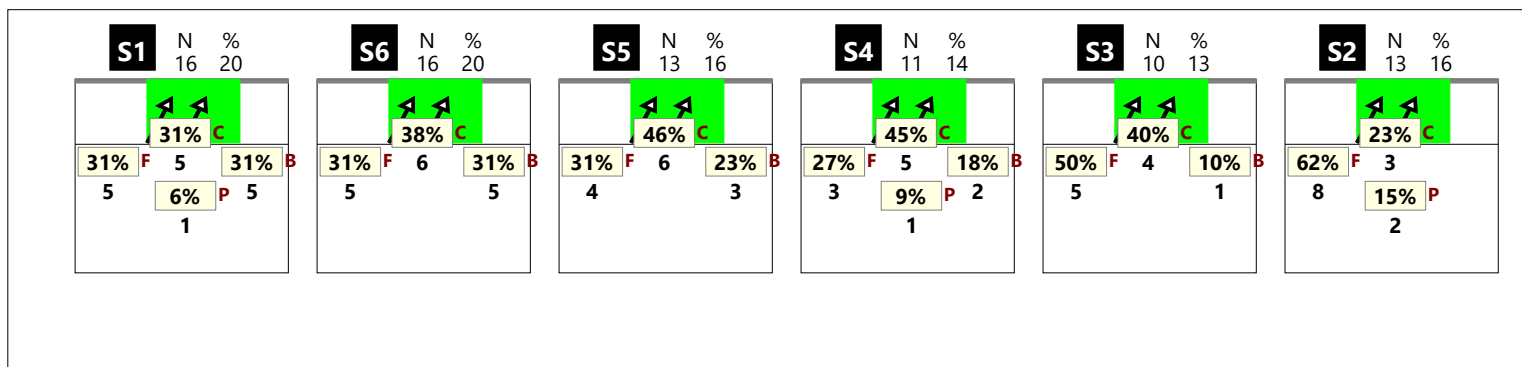 S1 N % S6 N % S5 N % S4 N % S3 N % S2 N %
16 20 16 20 13 16 11 14 10 13 13 16
31% C 38% C 46% C 45% C 40% C 23% C
31% F 5 31% B 31% F 6 31% B 31% F 6 23% B 27% F 5 18% B 50% F 4 10% B 62% F 3
5 6% P 5 5 5 4 3 3 9% P 2 5 1 8 15% P
1 1 2